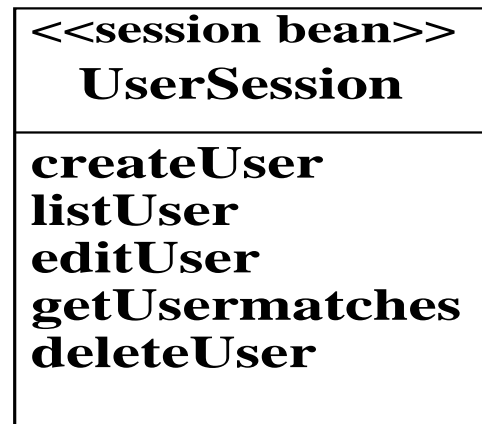 <<session bean>>
UserSession
createUser
listUser
editUser
getUsermatches
deleteUser